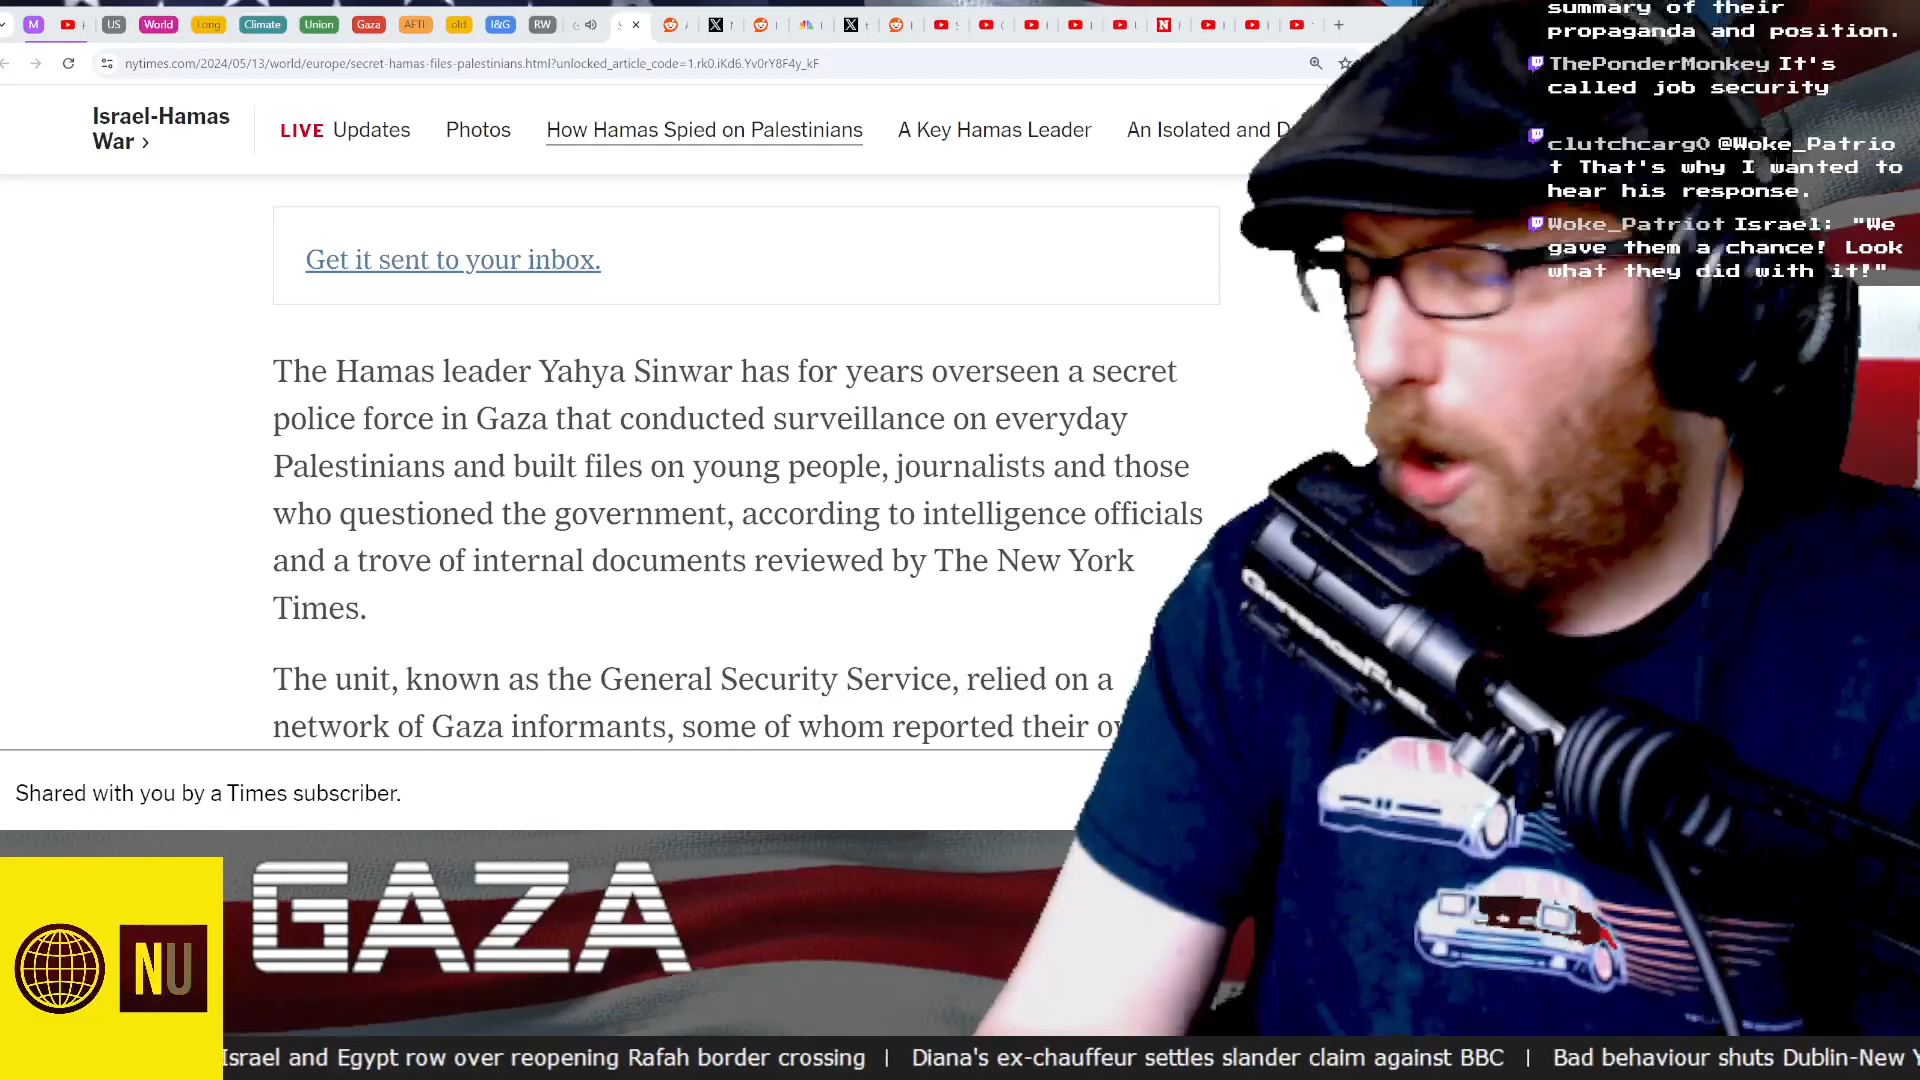 US
World
Long
Climate
Union
Gaza
AFTL
old
I&G
RW
nytimes.com/2024/05/13/world/europe/secret-hamas-files-palestinians.html?unlocked_article_code=1.rk0.iKd6.Yv0rY8F4y_kF
Israel-Hamas
War ›
LIVE Updates
Photos
How Hamas Spied on Palestinians
A Key Hamas Leader
An Isolated and D
Get it sent to your inbox.
The Hamas leader Yahya Sinwar has for years overseen a secret
police force in Gaza that conducted surveillance on everyday
Palestinians and built files on young people, journalists and those
who questioned the government, according to intelligence officials
and a trove of internal documents reviewed by The New York
Times.
The unit, known as the General Security Service, relied on a
network of Gaza informants, some of whom reported their o
Shared with you by a Times subscriber.
summary of their
propaganda and position.
ThePonderMonkey It's
called job security
clutchcarg0 @Woke_Patrio
t That's why I wanted to
hear his response.
Woke_Patriot Israel: "We
gave them a chance! Look
what they did with it!"
GAZA
NU
Israel and Egypt row over reopening Rafah border crossing | Diana's ex-chauffeur settles slander claim against BBC | Bad behaviour shuts Dublin-New Y